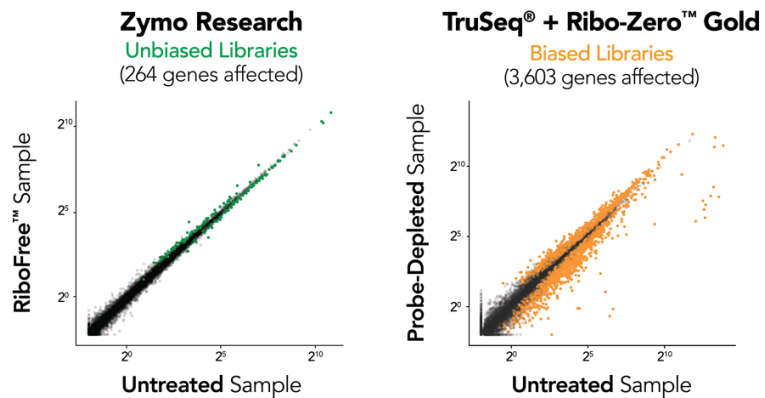 Zymo Research
Unbiased Libraries
(264 genes affected)
RiboFree™ Sample
2¹⁰
2⁵
2⁰
2⁰ 2⁵ 2¹⁰
Untreated Sample
TruSeq® + Ribo-Zero™ Gold
Biased Libraries
(3,603 genes affected)
Probe-Depleted Sample
2¹⁰
2⁵
2⁰
2⁰ 2⁵ 2¹⁰
Untreated Sample